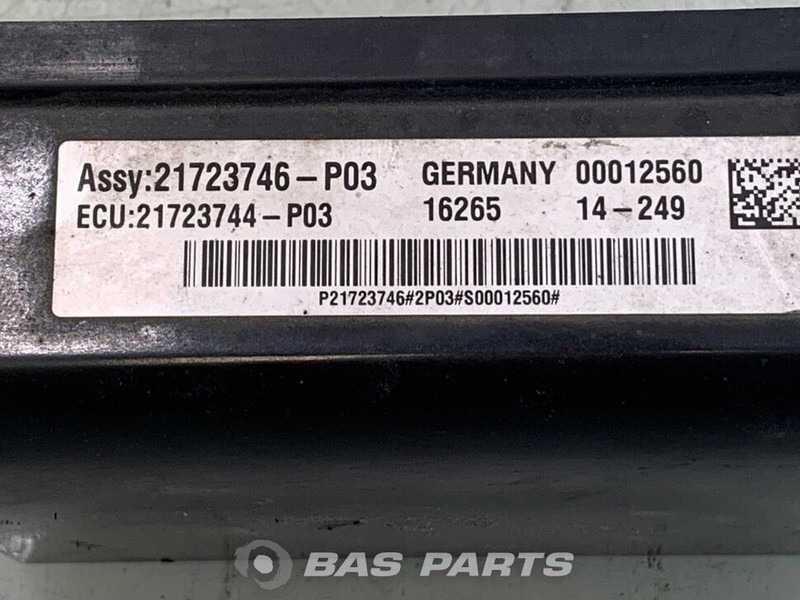 Assy:21723746-P03 GERMANY 00012560
ECU:21723744-P03 16265 14-249
P21723746#2P03#S00012560#
BAS PARTS